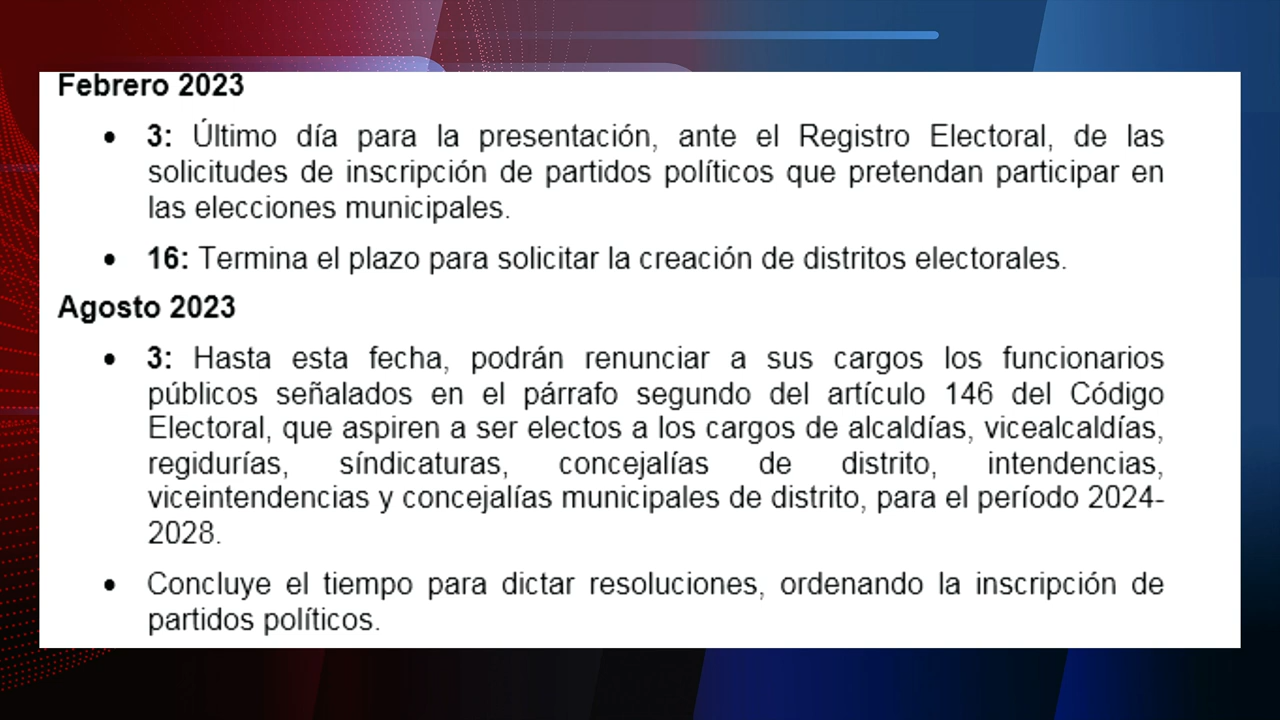 Febrero 2023
• 3: Último día para la presentación, ante el Registro Electoral, de las
solicitudes de inscripción de partidos políticos que pretendan participar en
las elecciones municipales.
• 16: Termina el plazo para solicitar la creación de distritos electorales.
Agosto 2023
• 3: Hasta esta fecha, podrán renunciar a sus cargos los funcionarios
públicos señalados en el párrafo segundo del artículo 146 del Código
Electoral, que aspiren a ser electos a los cargos de alcaldías, vicealcaldías,
regidurías, síndicaturas, concejalías de distrito, intendencias,
viceintendencias y concejalías municipales de distrito, para el período 2024-
2028.
• Concluye el tiempo para dictar resoluciones, ordenando la inscripción de
partidos políticos.